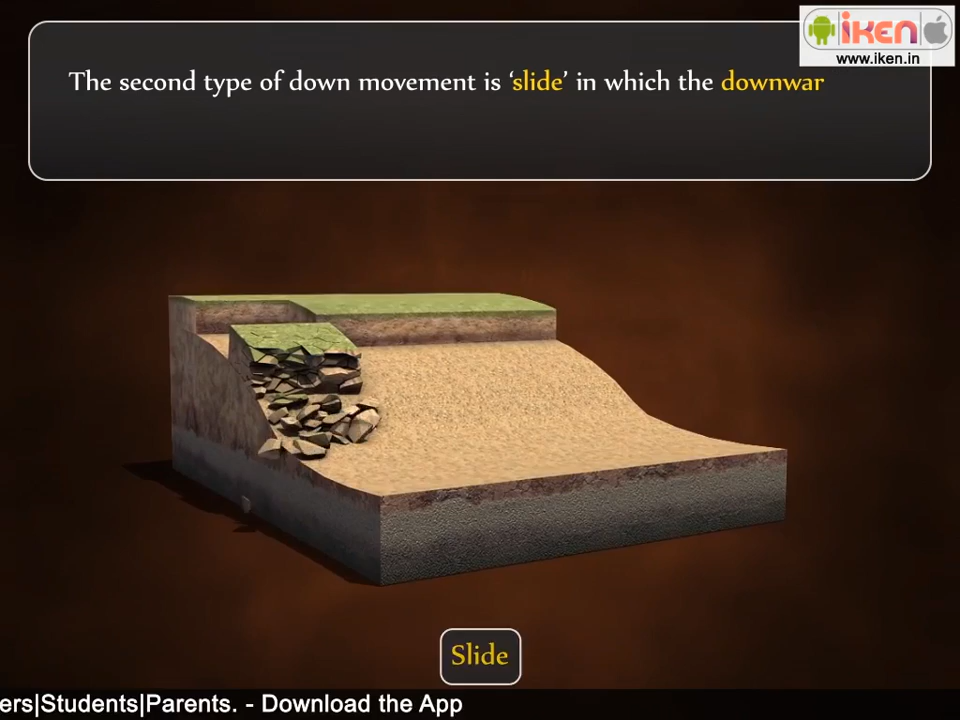 iken
www.iken.in
The second type of down movement is ‘slide’ in which the downwar
Slide
ers|Students|Parents. - Download the App